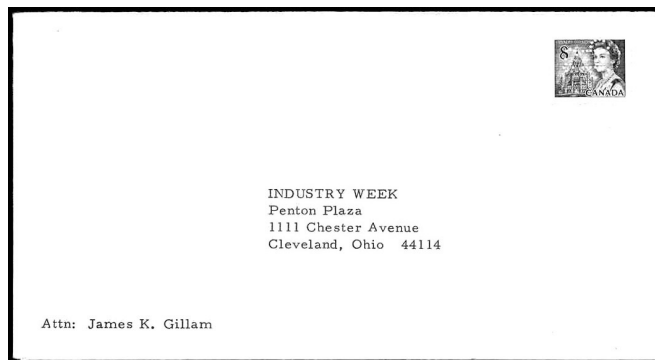 8
CANADA
INDUSTRY WEEK
Penton Plaza
1111 Chester Avenue
Cleveland, Ohio 44114
Attn: James K. Gillam